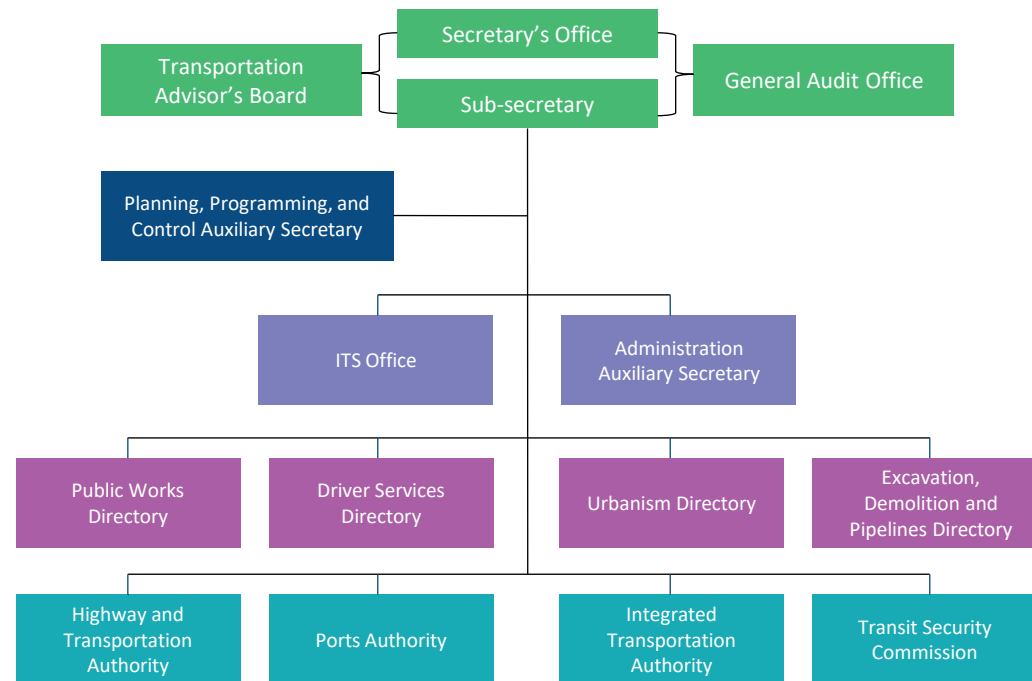 Secretary’s Office
Transportation
Advisor’s Board
General Audit Office
Sub-secretary
Planning, Programming, and
Control Auxiliary Secretary
ITS Office
Administration
Auxiliary Secretary
Public Works
Directory
Driver Services
Directory
Urbanism Directory
Excavation,
Demolition and
Pipelines Directory
Highway and
Transportation
Authority
Ports Authority
Integrated
Transportation
Authority
Transit Security
Commission